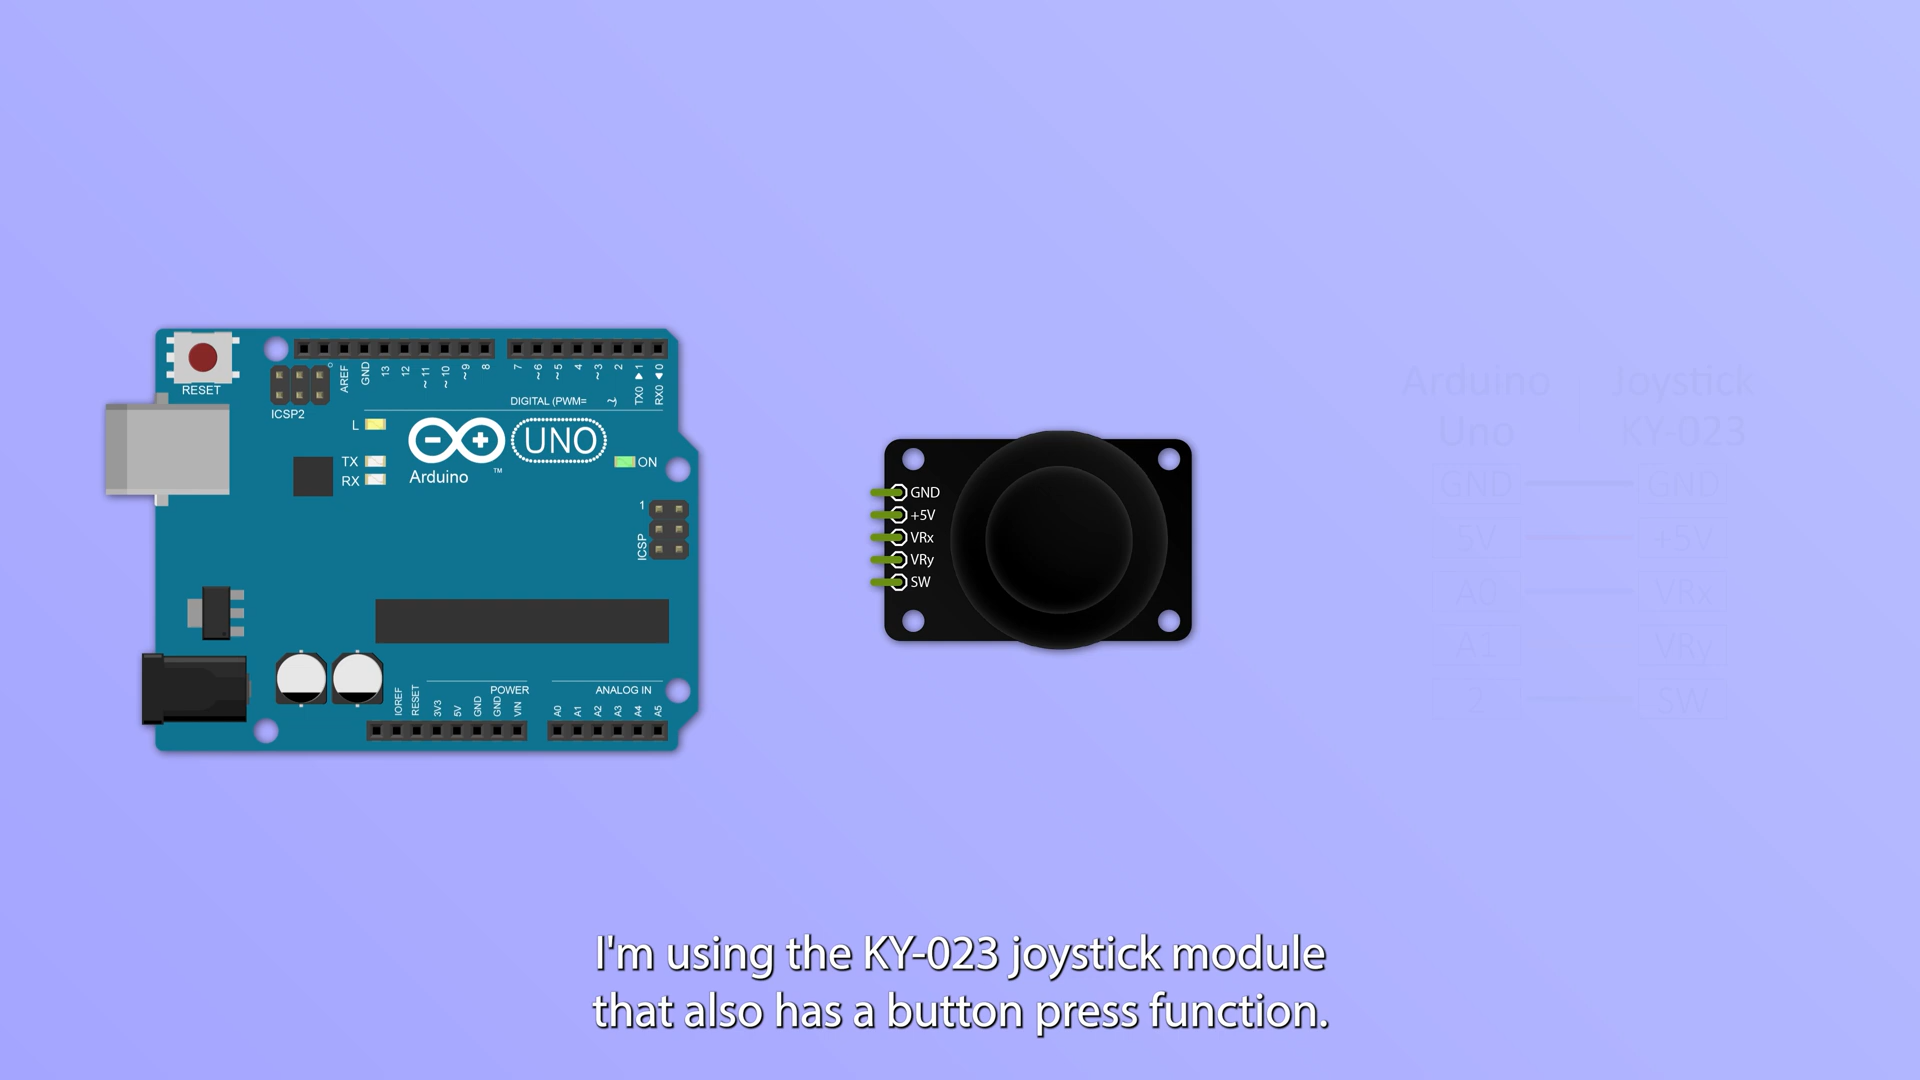 RESET
ICSP2
AREF
GND
13
12
~11
~10
~9
8
7
~6
~5
4
~3
2
TX0▶1
RX0◀0
DIGITAL (PWM=~)
L
TX
RX
Arduino
™
UNO
ON
1
ICSP
IOREF
RESET
3V3
5V
GND
GND
VIN
POWER
ANALOG IN
A0
A1
A2
A3
A4
A5
GND
+5V
VRx
VRy
SW
Arduino Joystick
Uno KY-023
GND GND
5V +5V
A0 VRx
A1 VRy
2 SW
I'm using the KY-023 joystick module
that also has a button press function.